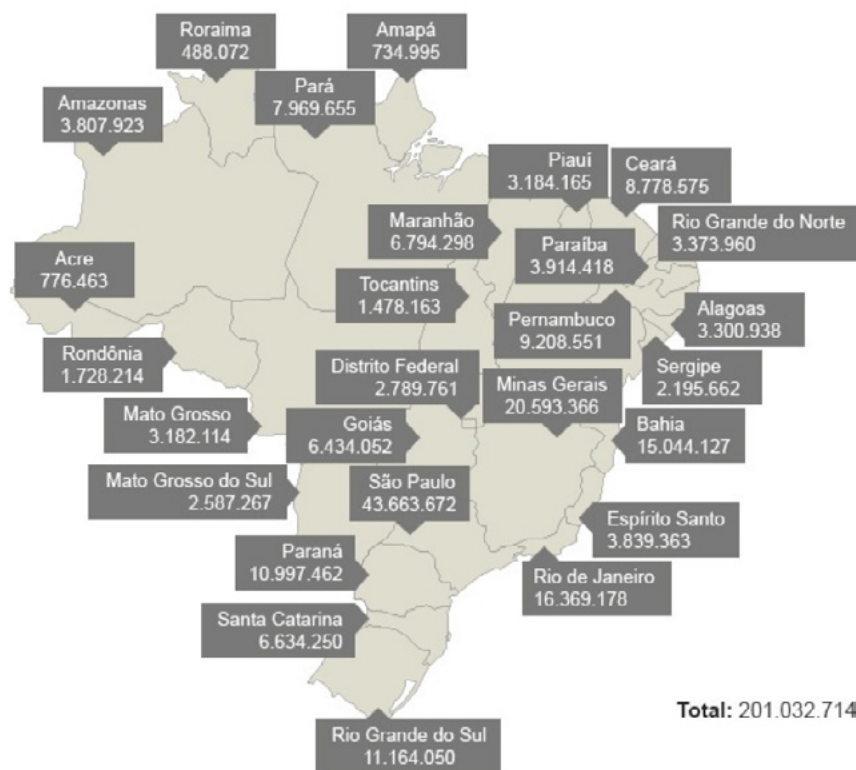 Roraima
488.072
Amapá
734.995
Pará
7.969.655
Amazonas
3.807.923
Piauí
3.184.165
Ceará
8.778.575
Maranhão
6.794.298
Rio Grande do Norte
3.373.960
Paraíba
3.914.418
Acre
776.463
Tocantins
1.478.163
Alagoas
3.300.938
Pernambuco
9.208.551
Rondônia
1.728.214
Distrito Federal
2.789.761
Sergipe
2.195.662
Minas Gerais
20.593.366
Mato Grosso
3.182.114
Goiás
6.434.052
Bahia
15.044.127
Mato Grosso do Sul
2.587.267
São Paulo
43.663.672
Espírito Santo
3.839.363
Paraná
10.997.462
Rio de Janeiro
16.369.178
Santa Catarina
6.634.250
Total: 201.032.714
Rio Grande do Sul
11.164.050